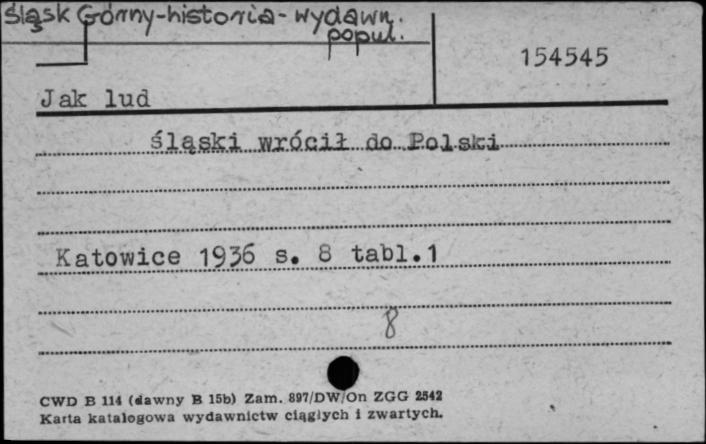 Śląsk Górny-historia-wydawn.
popul.
154545
Jak lud
śląski wrócił do Polski
Katowice 1936 s. 8 tabl.1
8
CWD B 114 (dawny B 15b) Zam. 897/DW/On ZGG 2542
Karta katalogowa wydawnictw ciągłych i zwartych.